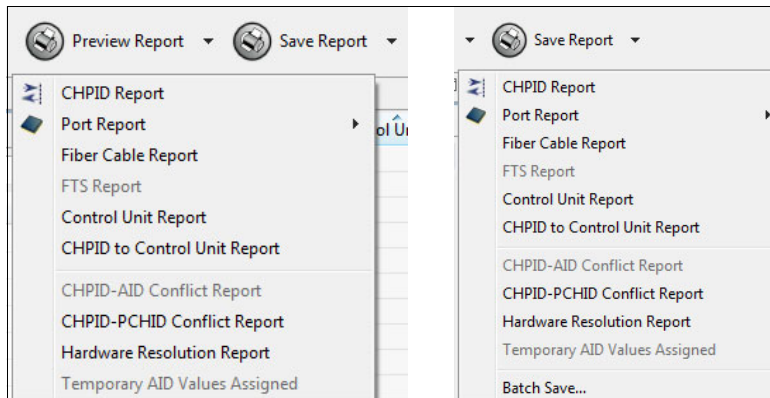 Preview Report Save Report
CHPID Report
Port Report
Fiber Cable Report
FTS Report
Control Unit Report
CHPID to Control Unit Report
CHPID-AID Conflict Report
CHPID-PCHID Conflict Report
Hardware Resolution Report
Temporary AID Values Assigned
Save Report
CHPID Report
Port Report
Fiber Cable Report
FTS Report
Control Unit Report
CHPID to Control Unit Report
CHPID-AID Conflict Report
CHPID-PCHID Conflict Report
Hardware Resolution Report
Temporary AID Values Assigned
Batch Save...